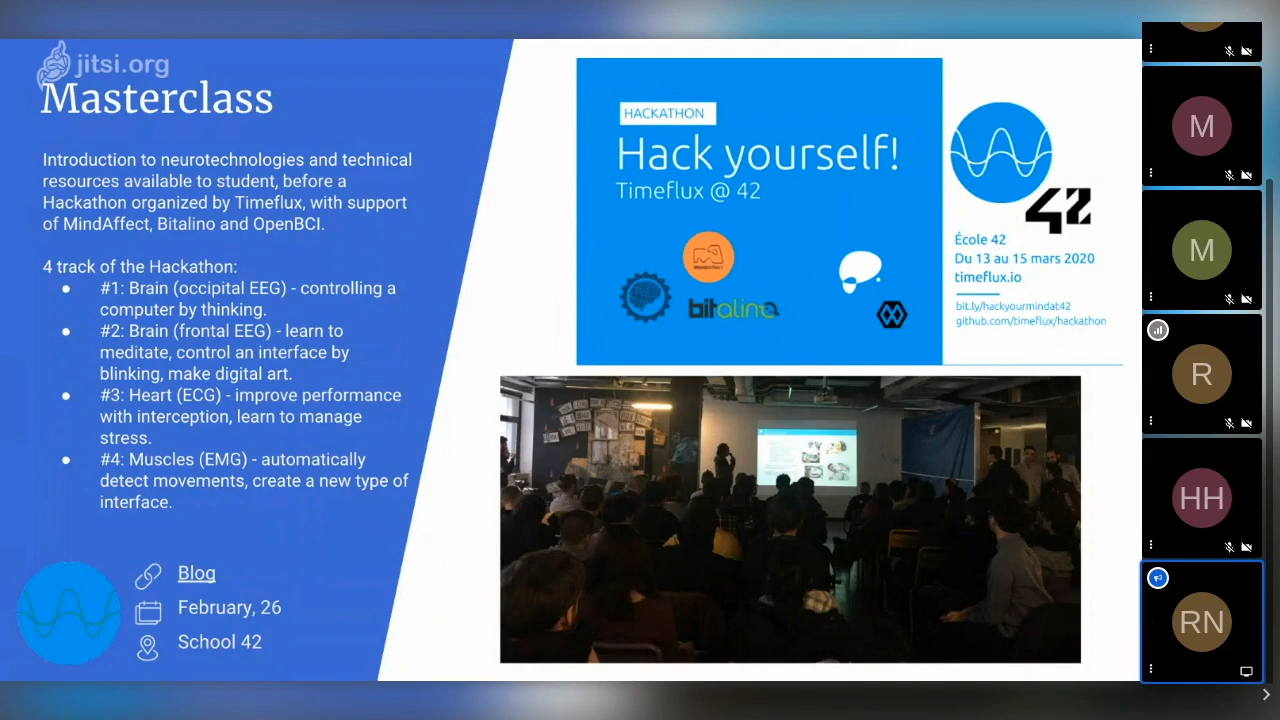 jitsi.org
Masterclass
Introduction to neurotechnologies and technical
resources available to student, before a
Hackathon organized by Timeflux, with support
of MindAffect, Bitalino and OpenBCI.
4 track of the Hackathon:
● #1: Brain (occipital EEG) - controlling a
computer by thinking.
● #2: Brain (frontal EEG) - learn to
meditate, control an interface by
blinking, make digital art.
● #3: Heart (ECG) - improve performance
with interception, learn to manage
stress.
● #4: Muscles (EMG) - automatically
detect movements, create a new type of
interface.
Blog
February, 26
School 42
HACKATHON
Hack yourself!
Timeflux @ 42
bitalino
42
École 42
Du 13 au 15 mars 2020
timeflux.io
bit.ly/hackyourmindat42
github.com/timeflux/hackathon
M
M
R
HH
RN